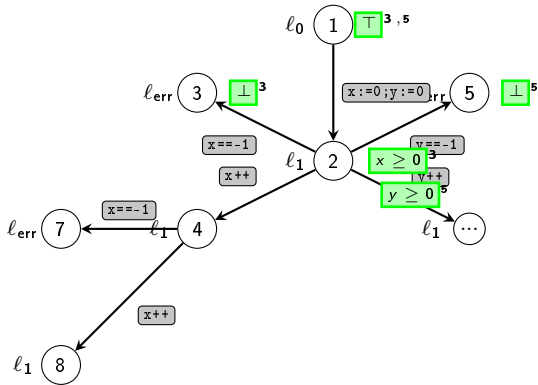 ℓ₀ 1 ⊤ 3 , 5
ℓerr 3 ⊥ 3 x:=0;y:=0 err 5 ⊥ 5
x==-1 y==-1
ℓ₁ 2 x ≥ 0 3
x++ y++
y ≥ 0 5
x==-1
ℓerr 7 ℓ₁ 4 ℓ₁ ...
x++
ℓ₁ 8